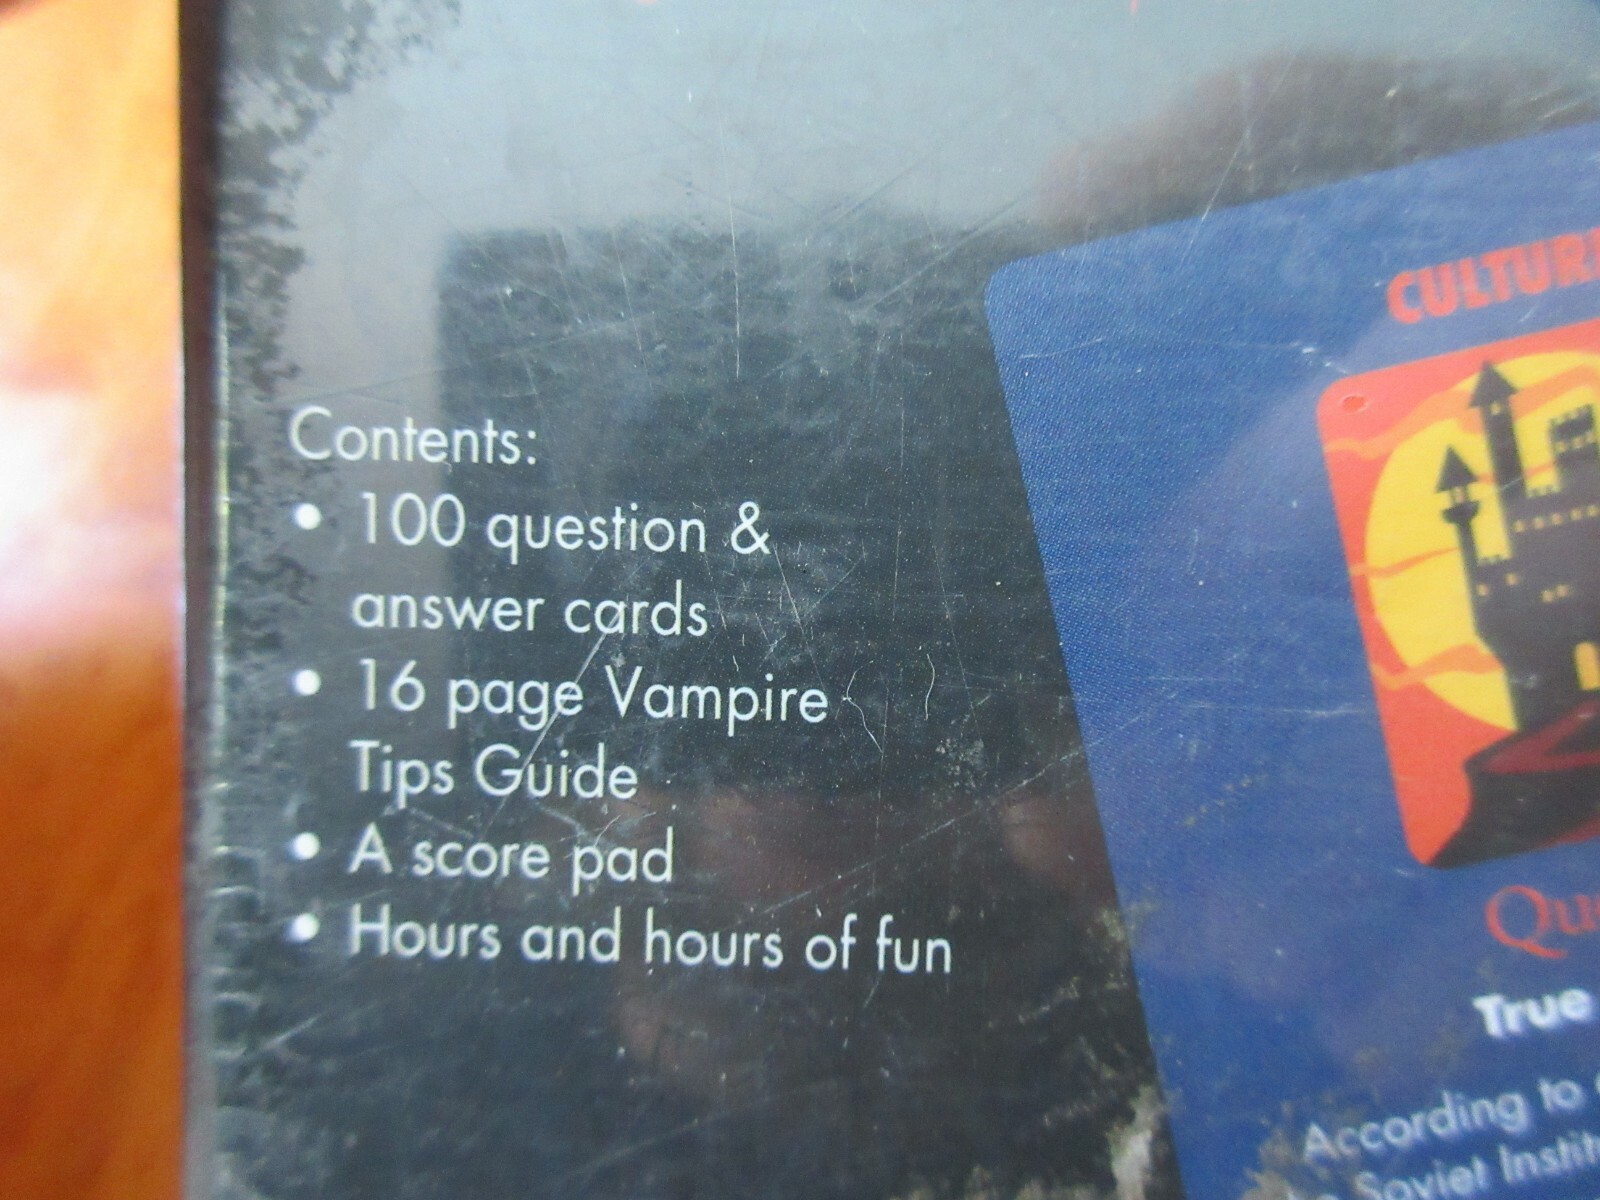 Contents:
• 100 question &
answer cards
• 16 page Vampire
Tips Guide
• A score pad
• Hours and hours of fun
True
According to
Soviet